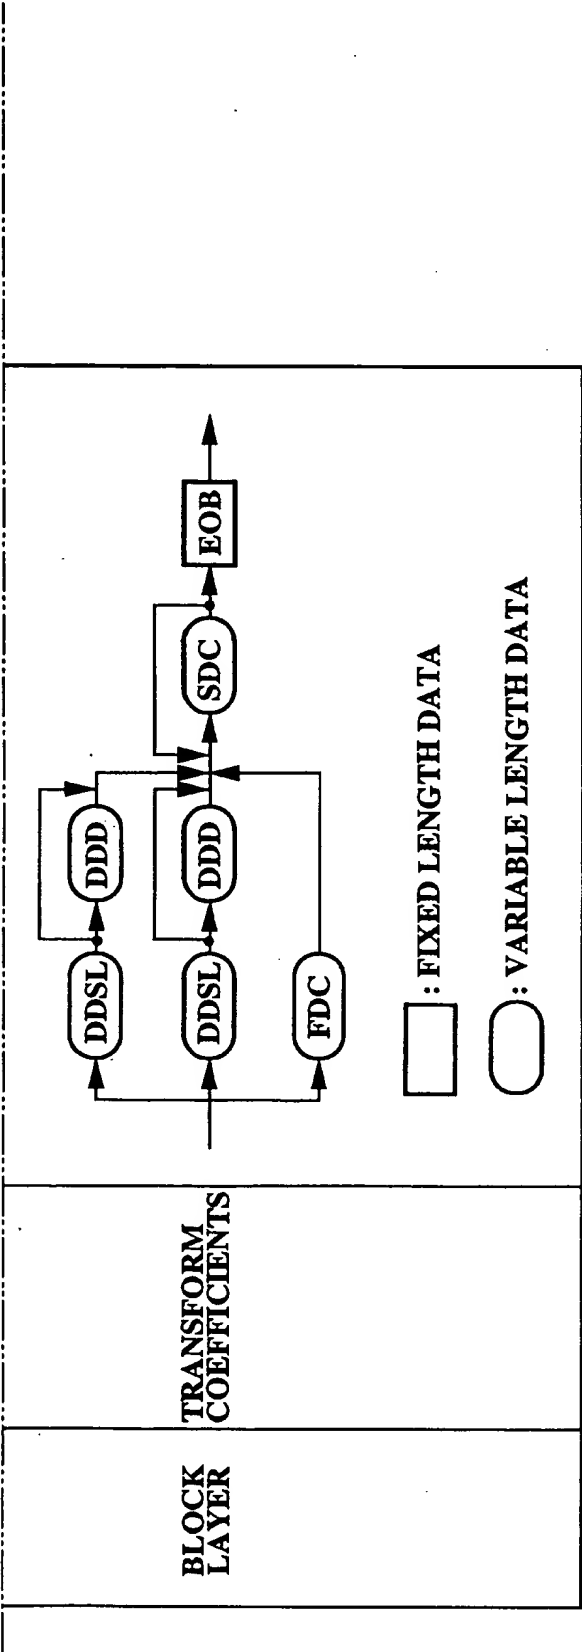 BLOCK
LAYER
TRANSFORM
COEFFICIENTS
DDSL
DDD
DDSL
DDD
SDC
EOB
FDC
: FIXED LENGTH DATA
: VARIABLE LENGTH DATA